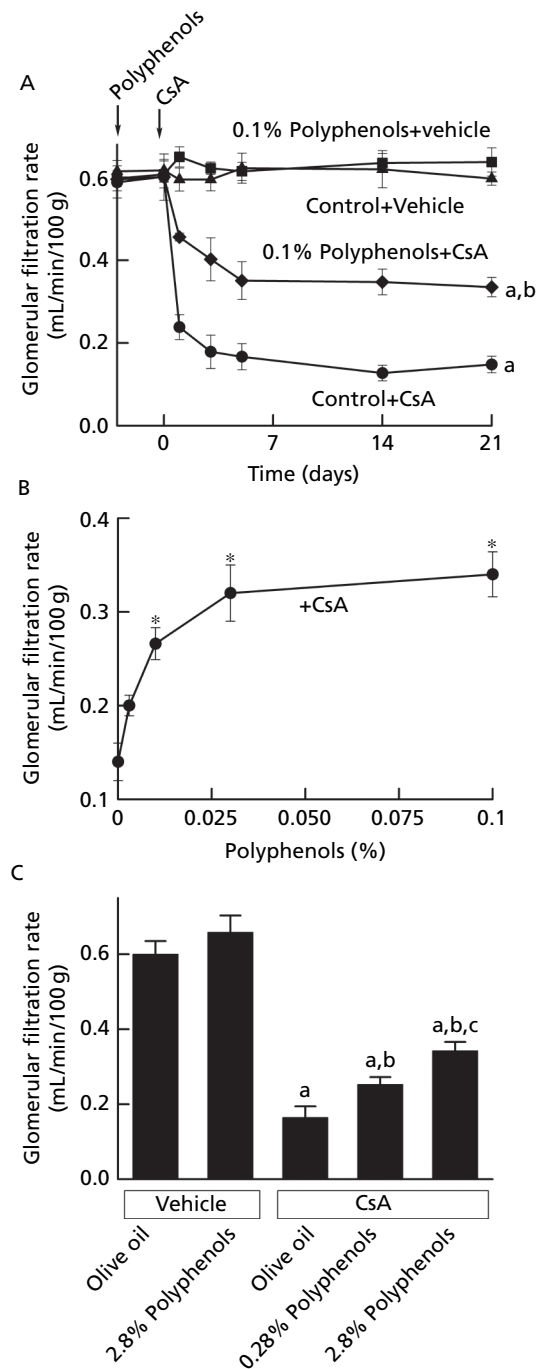 A
Polyphenols
CsA
0.1% Polyphenols+vehicle
Control+Vehicle
0.1% Polyphenols+CsA
a,b
a
Control+CsA
Glomerular filtration rate
(mL/min/100 g)
0.6
0.4
0.2
0.0
0 7 14 21
Time (days)
B
Glomerular filtration rate
(mL/min/100 g)
0.4
0.3
0.2
0.1
* * *
+CsA
0 0.025 0.050 0.075 0.1
Polyphenols (%)
C
Glomerular filtration rate
(mL/min/100 g)
0.6
0.4
0.2
0.0
a
a,b
a,b,c
Vehicle CsA
Olive oil
2.8% Polyphenols
Olive oil
0.28% Polyphenols
2.8% Polyphenols